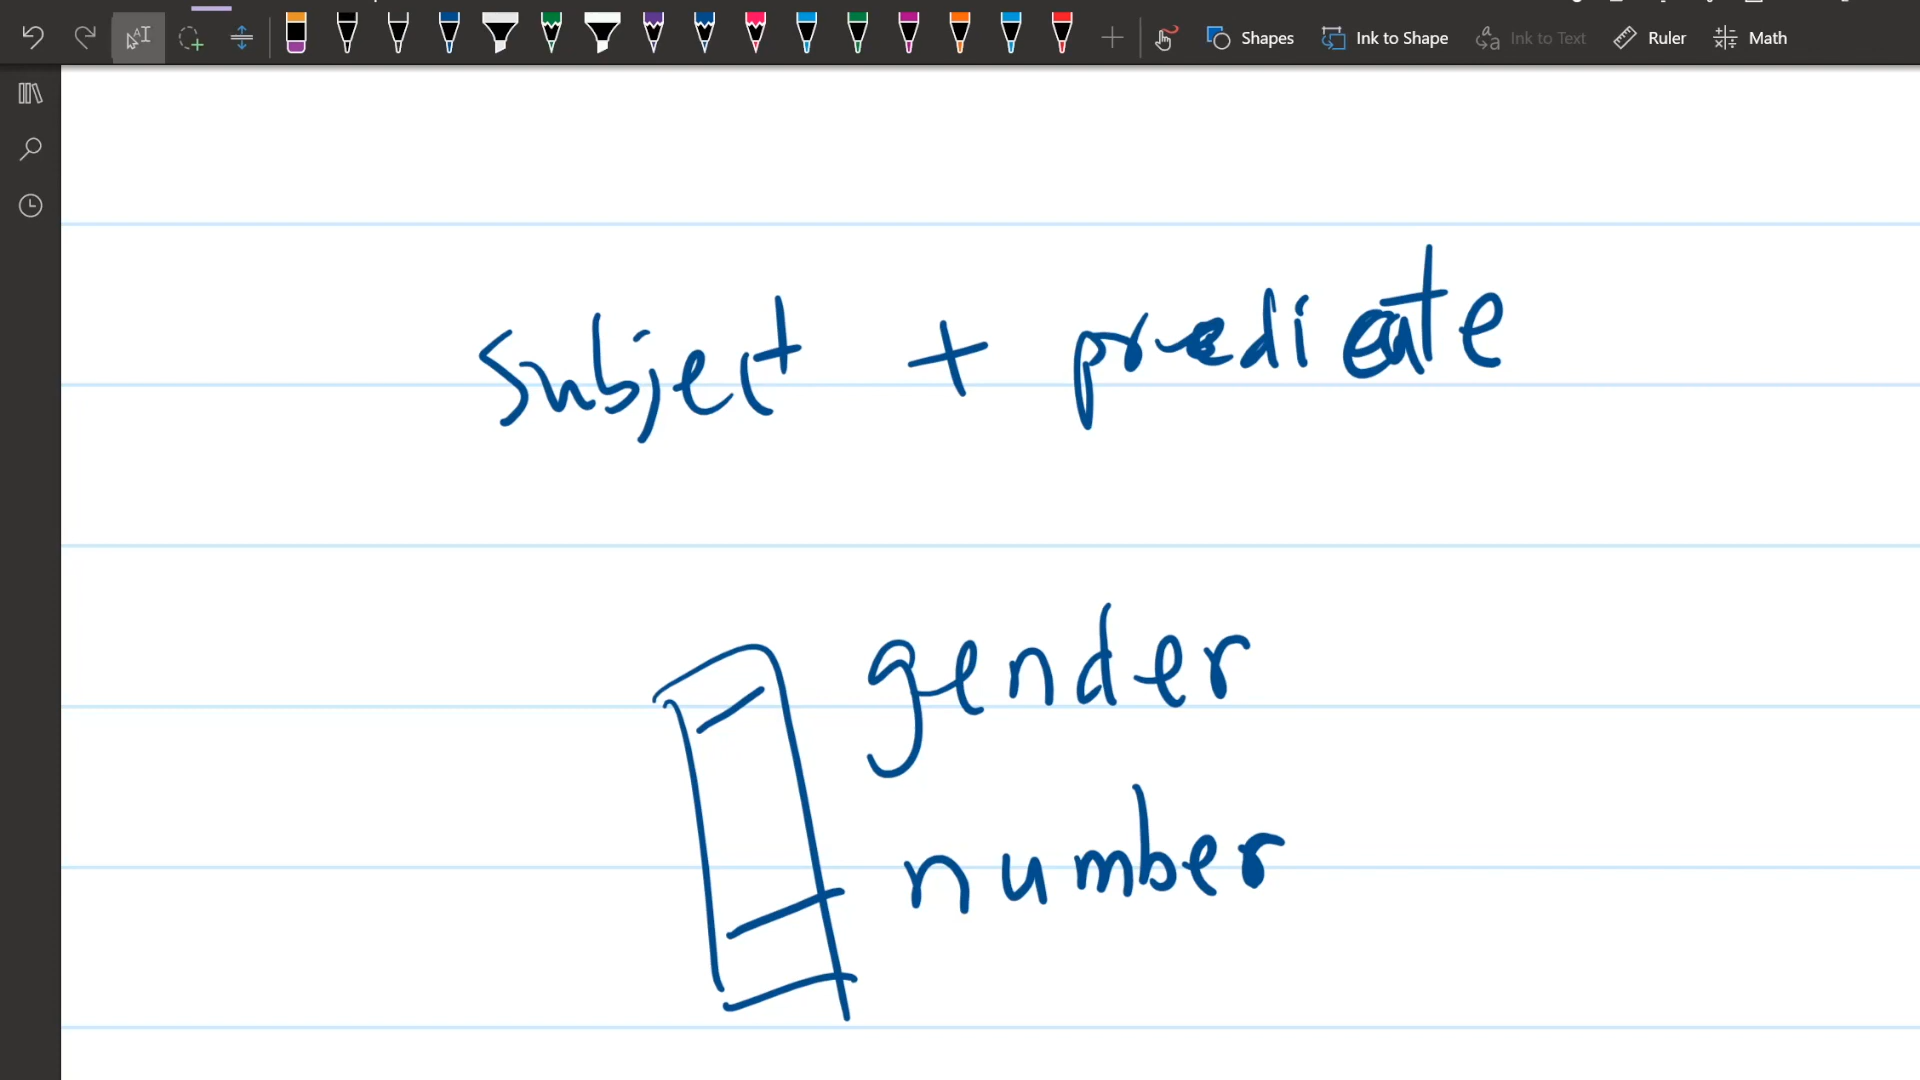 Shapes Ink to Shape Ink to Text Ruler Math
subject + predicate
gender
number